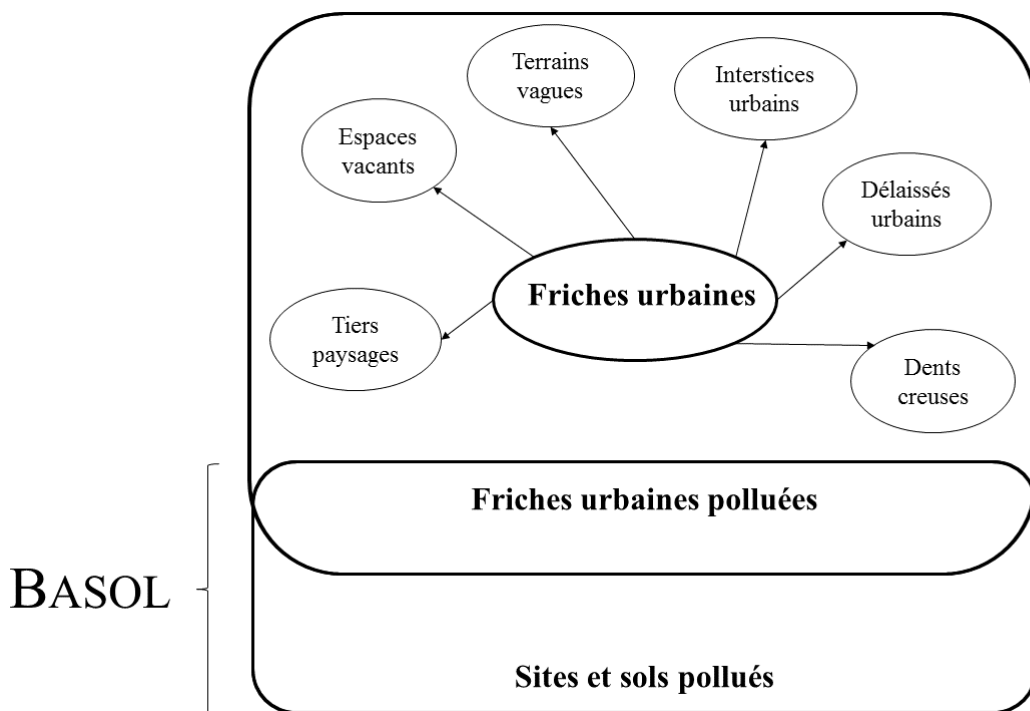 Terrains
vagues
Interstices
urbains
Espaces
vacants
Délaissés
urbains
Friches urbaines
Tiers
paysages
Dents
creuses
Friches urbaines polluées
BASOL
Sites et sols pollués